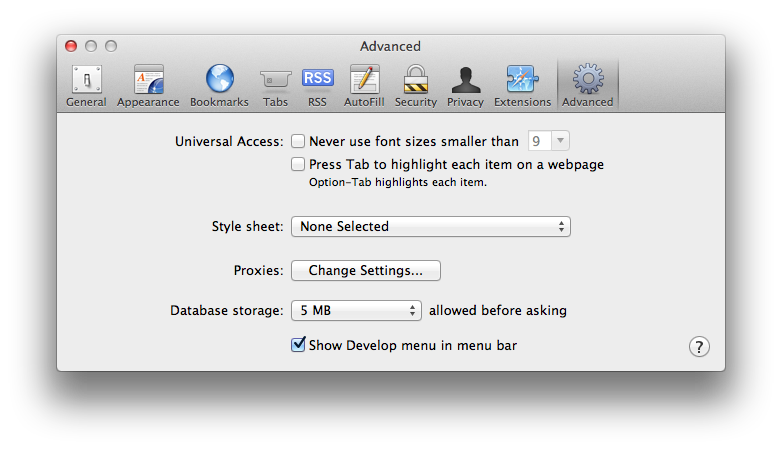 Advanced
RSS
General Appearance Bookmarks Tabs RSS AutoFill Security Privacy Extensions Advanced
Universal Access: Never use font sizes smaller than 9
Press Tab to highlight each item on a webpage
Option-Tab highlights each item.
Style sheet: None Selected
Proxies: Change Settings...
Database storage: 5 MB allowed before asking
Show Develop menu in menu bar
?